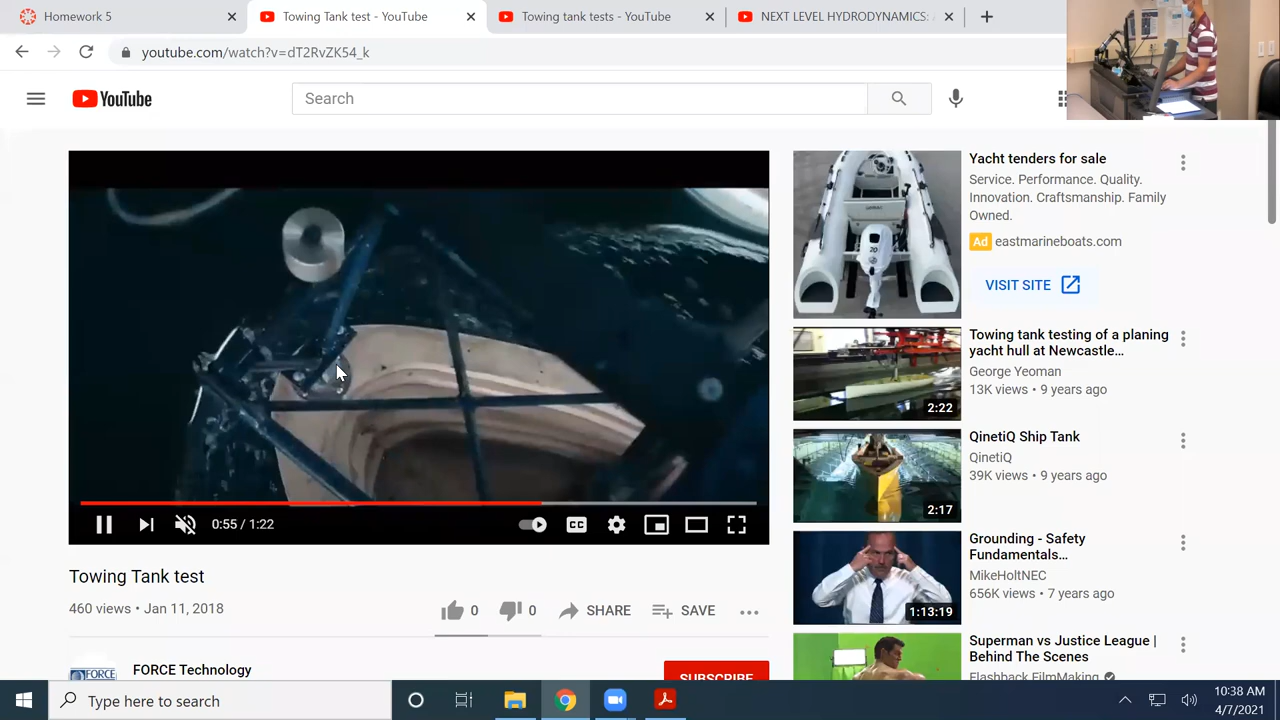 Homework 5
Towing Tank test - YouTube
Towing tank tests - YouTube
NEXT LEVEL HYDRODYNAMICS:
youtube.com/watch?v=dT2RvZK54_k
YouTube
Search
0:55 / 1:22
CC
Towing Tank test
460 views • Jan 11, 2018
0
0
SHARE
SAVE
FORCE
FORCE Technology
SUBSCRIBE
Yacht tenders for sale
Service. Performance. Quality.
Innovation. Craftsmanship. Family
Owned.
Ad eastmarineboats.com
VISIT SITE
Towing tank testing of a planing
yacht hull at Newcastle...
George Yeoman
13K views • 9 years ago
2:22
QinetiQ Ship Tank
QinetiQ
39K views • 9 years ago
2:17
Grounding - Safety
Fundamentals...
MikeHoltNEC
656K views • 7 years ago
1:13:19
Superman vs Justice League |
Behind The Scenes
Flashback FilmMaking
Type here to search
10:38 AM
4/7/2021